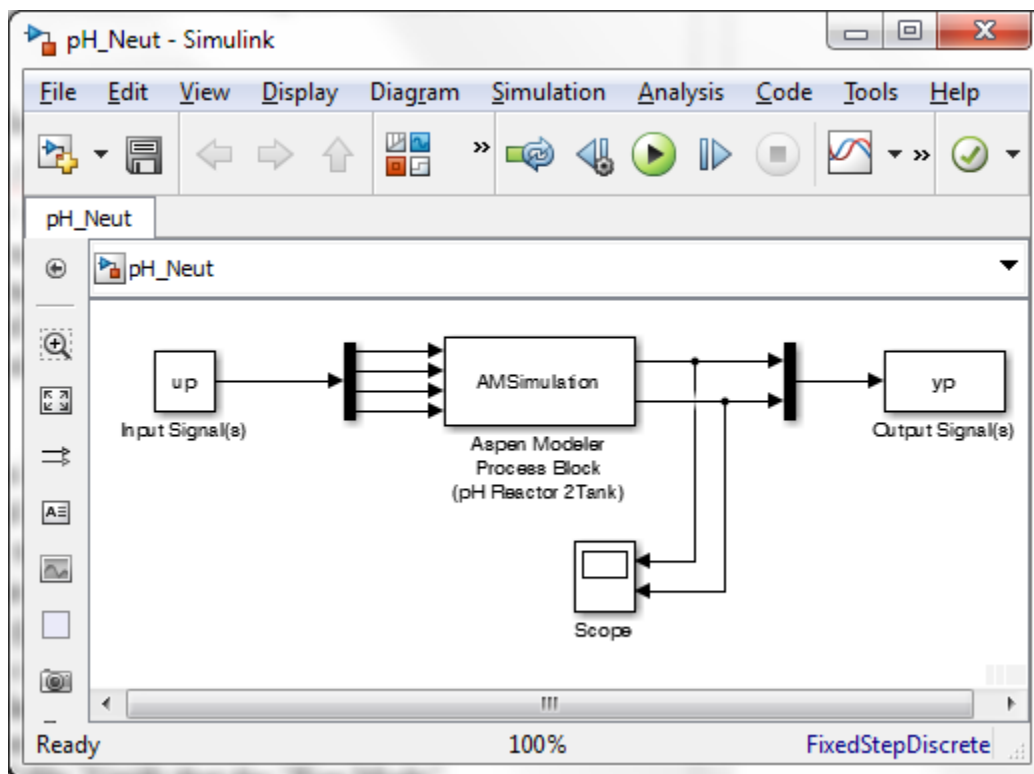 pH_Neut - Simulink
File Edit View Display Diagram Simulation Analysis Code Tools Help
» »
pH_Neut
pH_Neut
up
AMSimulation
yp
Input Signal(s)
Output Signal(s)
Aspen Modeler
Process Block
(pH Reactor 2Tank)
Scope
A
Ready 100% FixedStepDiscrete